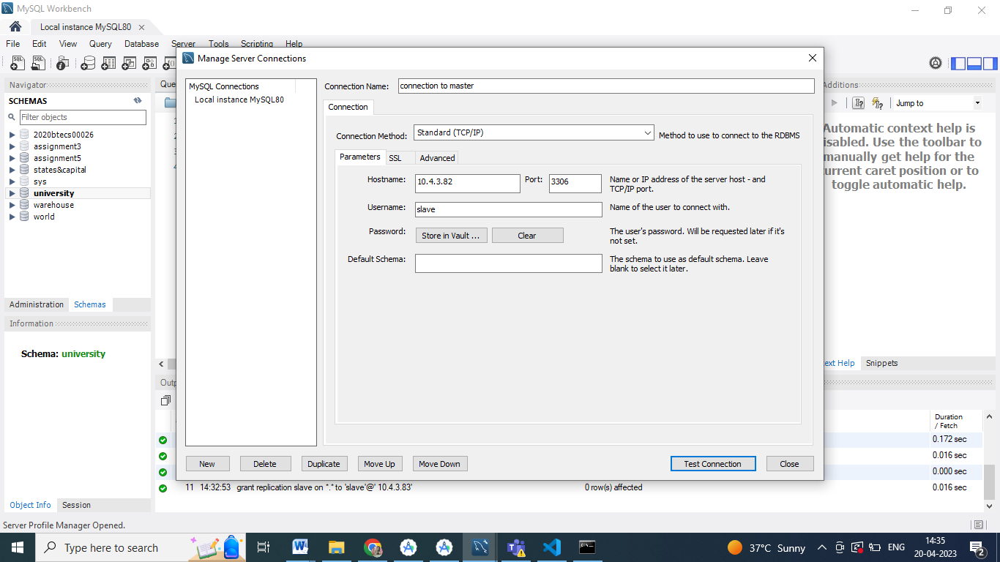 MySQL Workbench
Local instance MySQL80
File Edit View Query Database Server Tools Scripting Help
Manage Server Connections
Navigator
SCHEMAS
Filter objects
2020btecs00026
assignment3
assignment5
states&capital
sys
university
warehouse
world
Administration Schemas
Information
Schema: university
Object Info Session
Que
1
2
3
4
MySQL Connections
Local instance MySQL80
Connection Name: connection to master
Connection
Connection Method: Standard (TCP/IP) Method to use to connect to the RDBMS
Parameters SSL Advanced
Hostname: 10.4.3.82 Port: 3306 Name or IP address of the server host - and
TCP/IP port.
Username: slave Name of the user to connect with.
Password: Store in Vault ... Clear The user's password. Will be requested later if it's
not set.
Default Schema: The schema to use as default schema. Leave
blank to select it later.
New Delete Duplicate Move Up Move Down Test Connection Close
Additions
Jump to
Automatic context help is
isabled. Use the toolbar to
manually get help for the
urrent caret position or to
toggle automatic help.
ext Help Snippets
Outp
Duration
/ Fetch
0.172 sec
0.016 sec
0.000 sec
11 14:32:53 grant replication slave on *.* to 'slave'@' 10.4.3.83' 0 row(s) affected 0.016 sec
Server Profile Manager Opened.
Type here to search
37°C Sunny
ENG
14:35
20-04-2023
2